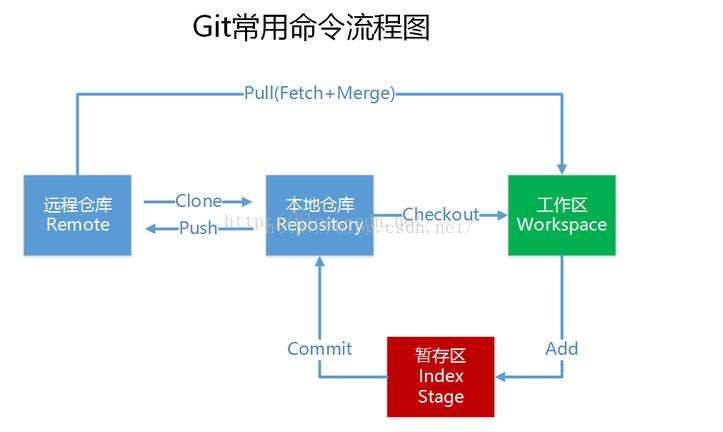 Git常用命令流程图
Pull(Fetch+Merge)
远程仓库
Remote
Clone
Push
本地仓库
Repository
Checkout
工作区
Workspace
Commit
暂存区
Index
Stage
Add